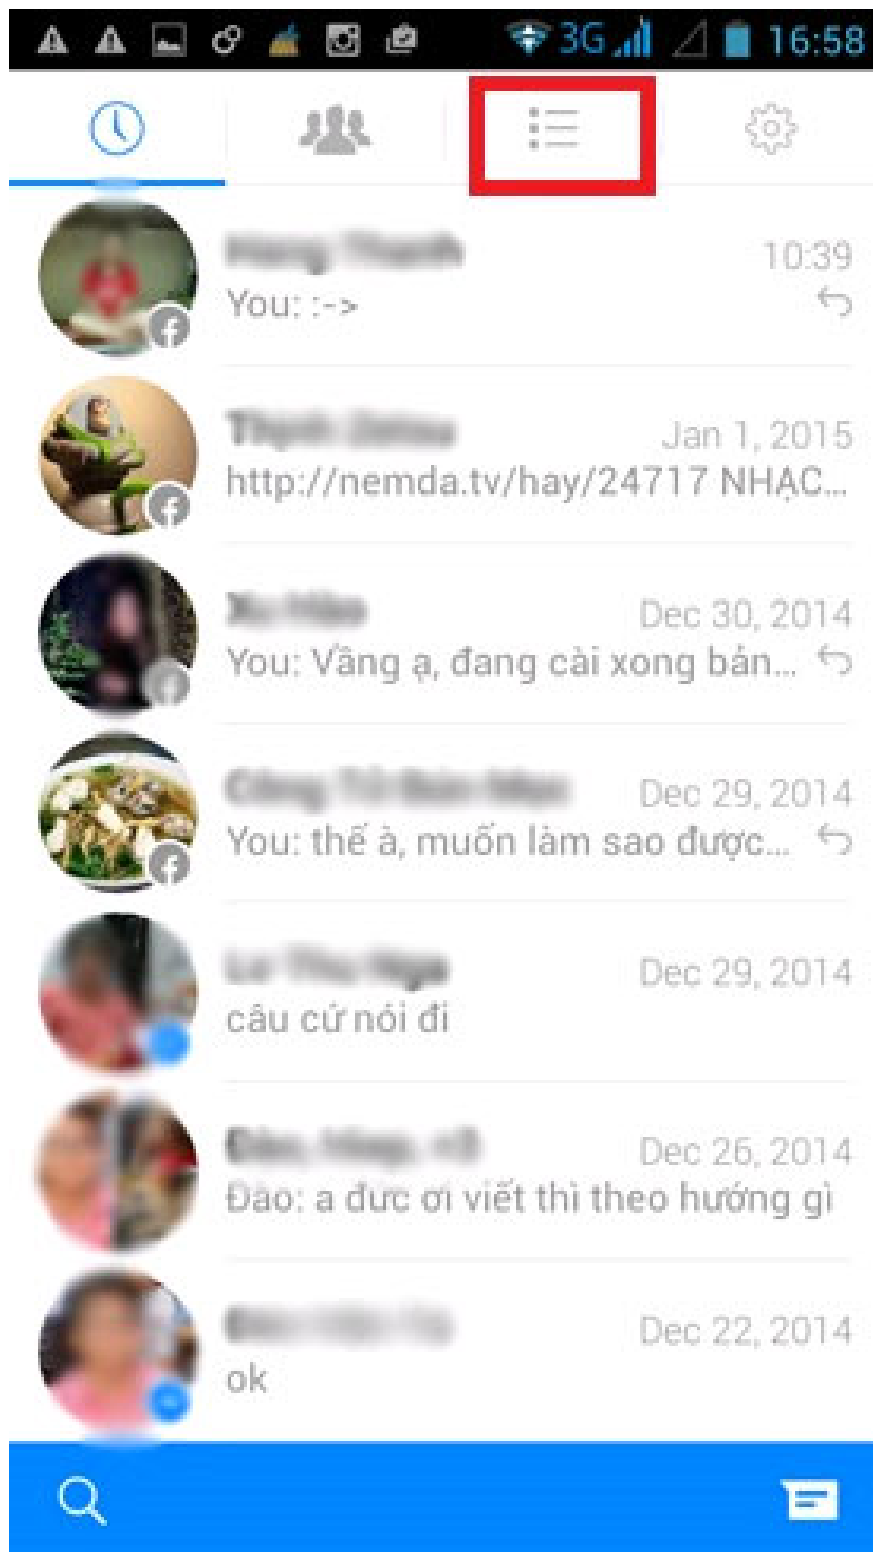 3G 16:58
10:39
You: :->
Jan 1, 2015
http://nemda.tv/hay/24717 NHẠC...
Dec 30, 2014
You: Vầng ạ, đang cài xong bản...
Dec 29, 2014
You: thế à, muốn làm sao được...
Dec 29, 2014
câu cứ nói đi
Dec 26, 2014
Đào: a đức ơi viết thì theo hướng gì
Dec 22, 2014
ok